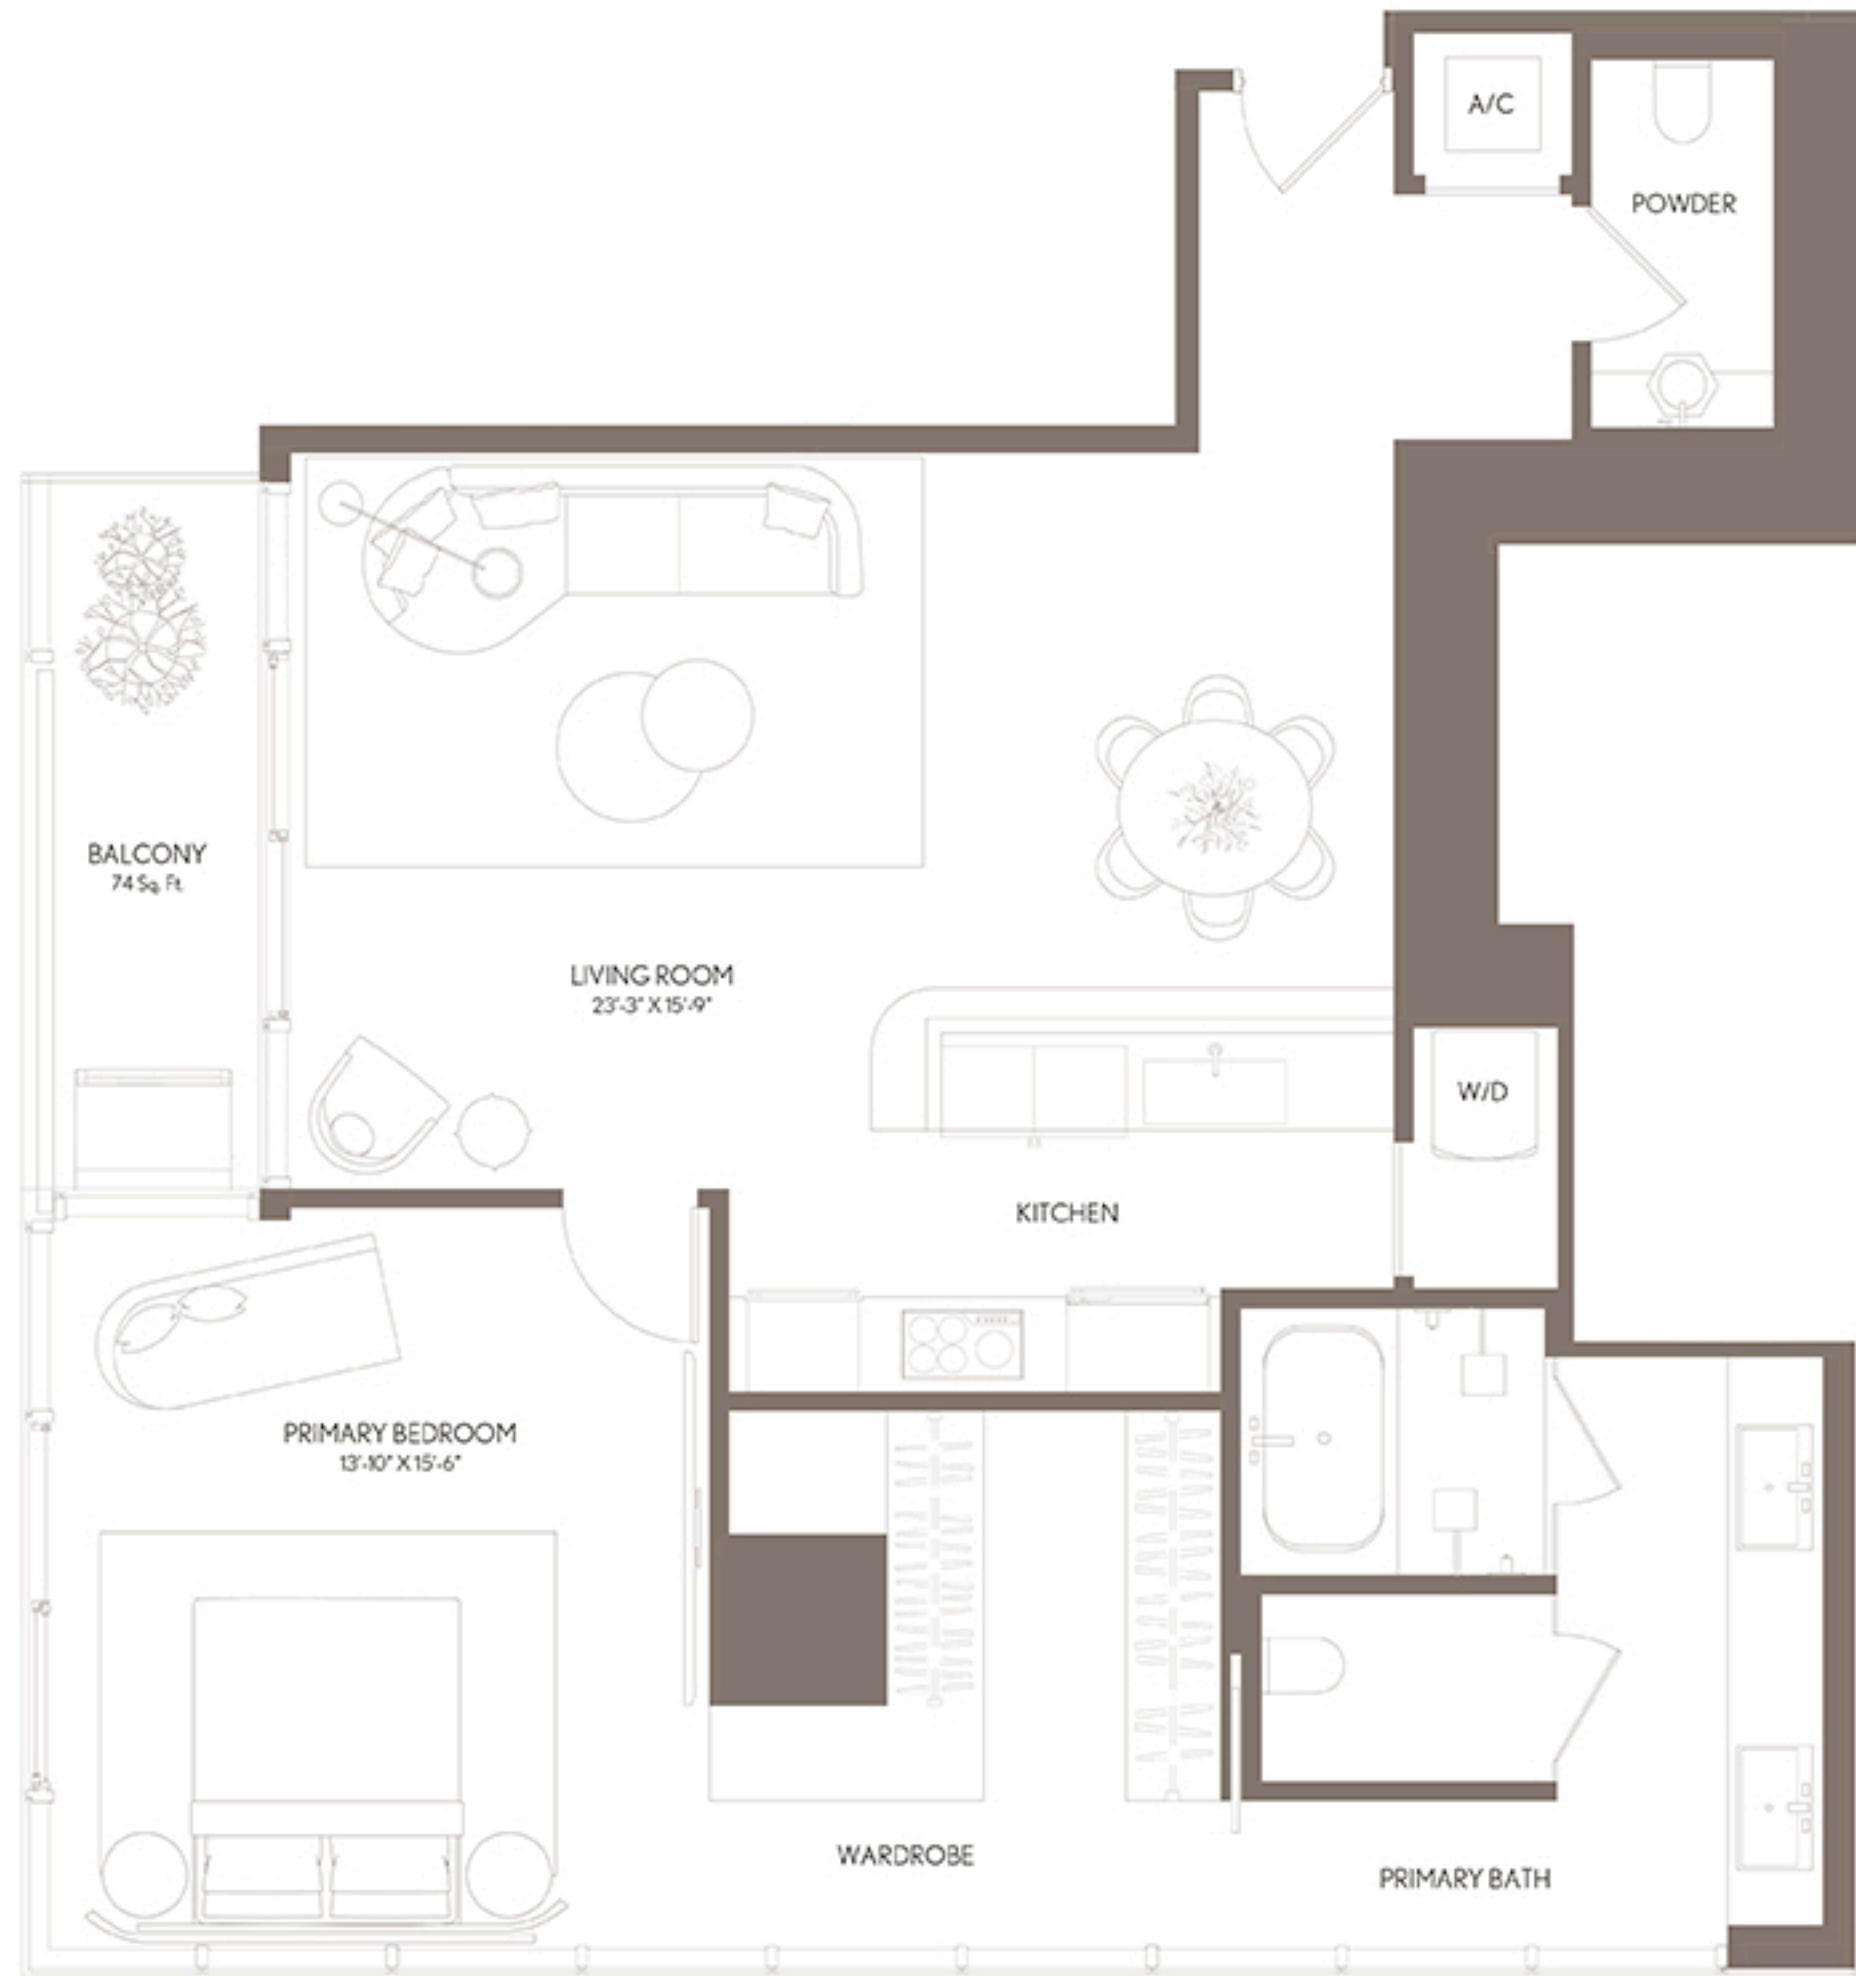 A/C
POWDER
BALCONY
74 Sq. Ft.
LIVING ROOM
23'-3" X 15'-9"
W/D
KITCHEN
PRIMARY BEDROOM
13'-10" X 15'-6"
WARDROBE
PRIMARY BATH